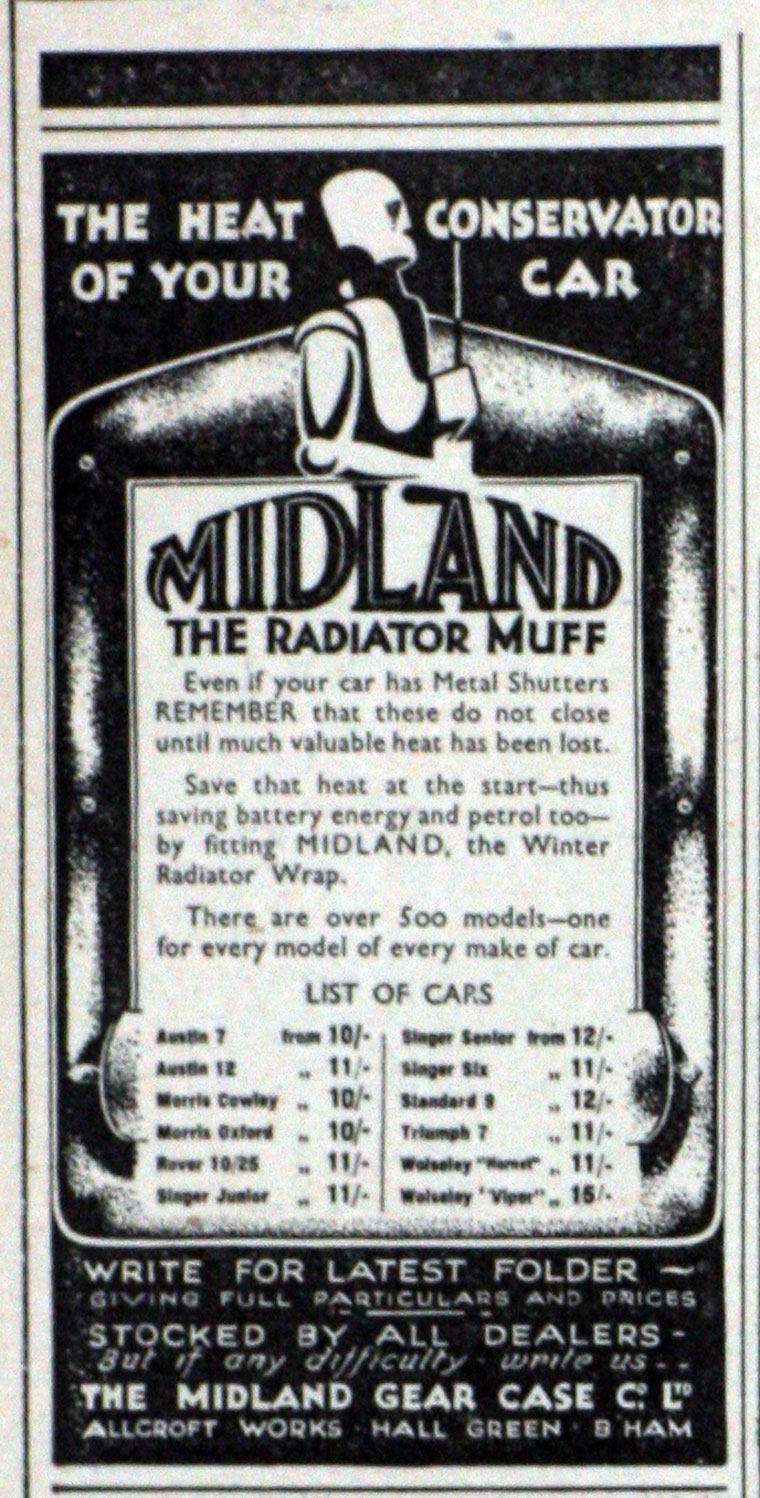 THE HEAT CONSERVATOR
OF YOUR CAR
MIDLAND
THE RADIATOR MUFF
Even if your car has Metal Shutters
REMEMBER that these do not close
until much valuable heat has been lost.
Save that heat at the start—thus
saving battery energy and petrol too—
by fitting MIDLAND, the Winter
Radiator Wrap.
There are over 500 models—one
for every model of every make of car.
LIST OF CARS
Austin 7 from 10/-
Austin 12 „ 11/-
Morris Cowley „ 10/-
Morris Oxford „ 10/-
Rover 10/25 „ 11/-
Singer Junior „ 11/-
Singer Senior from 12/-
Singer Six „ 11/-
Standard 9 „ 12/-
Triumph 7 „ 11/-
Wolseley "Hornet" „ 11/-
Wolseley "Viper" „ 15/-
WRITE FOR LATEST FOLDER ~
GIVING FULL PARTICULARS AND PRICES
STOCKED BY ALL DEALERS -
But if any difficulty - write us - -
THE MIDLAND GEAR CASE Cº. Lᵀᴰ
ALLCROFT WORKS · HALL GREEN · B'HAM